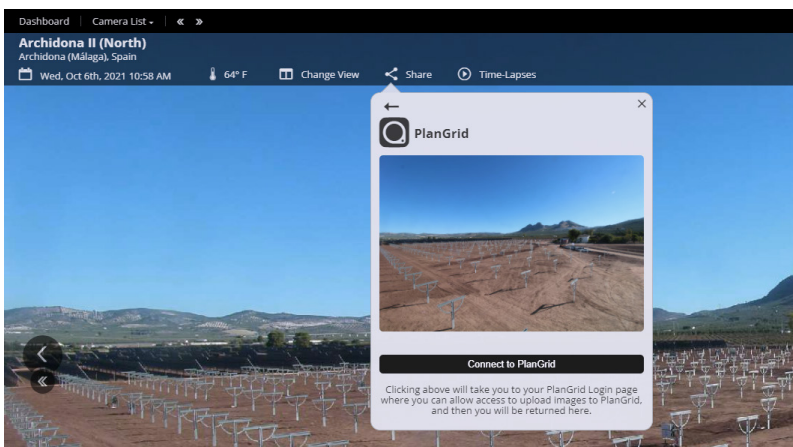 Dashboard Camera List « »
Archidona II (North)
Archidona (Málaga), Spain
Wed, Oct 6th, 2021 10:58 AM 64° F Change View Share Time-Lapses
PlanGrid
Connect to PlanGrid
Clicking above will take you to your PlanGrid Login page
where you can allow access to upload images to PlanGrid,
and then you will be returned here.